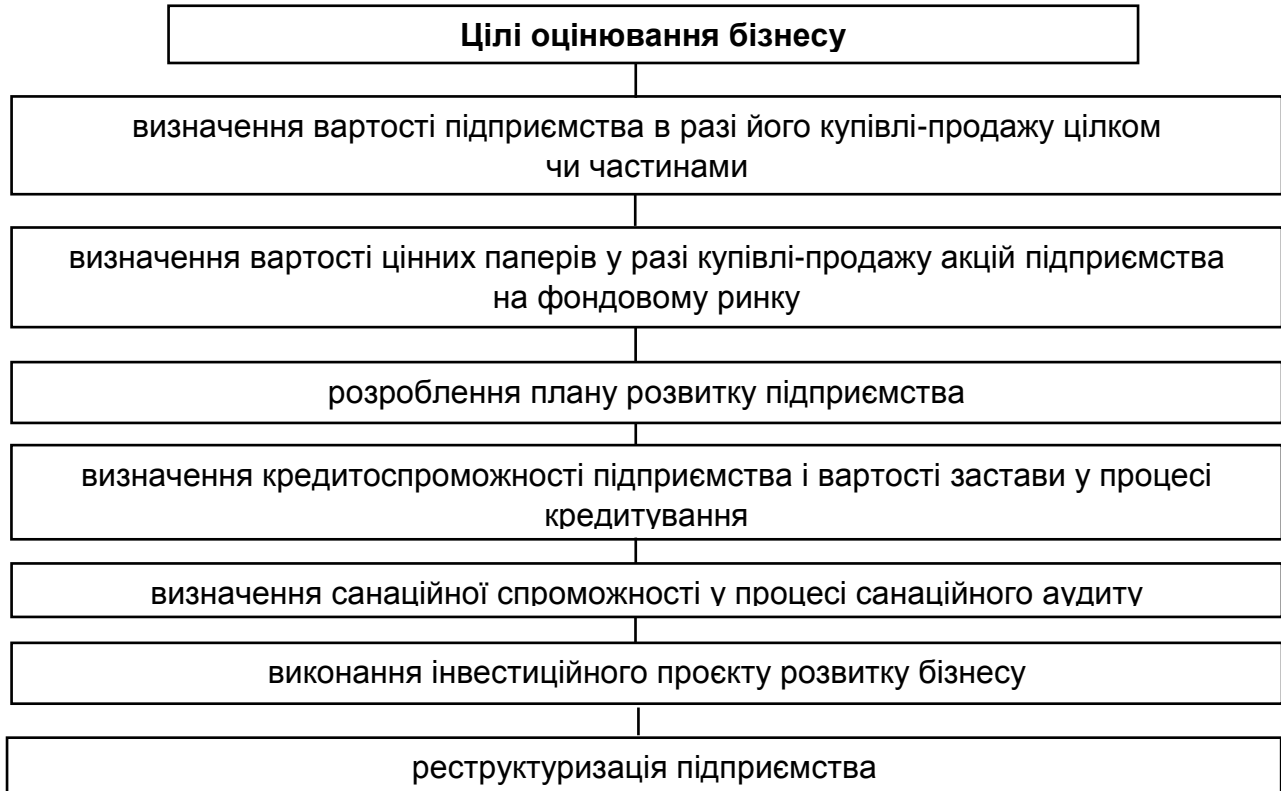 Цілі оцінювання бізнесу
визначення вартості підприємства в разі його купівлі-продажу цілком
чи частинами
визначення вартості цінних паперів у разі купівлі-продажу акцій підприємства
на фондовому ринку
розроблення плану розвитку підприємства
визначення кредитоспроможності підприємства і вартості застави у процесі
кредитування
визначення санаційної спроможності у процесі санаційного аудиту
виконання інвестиційного проєкту розвитку бізнесу
реструктуризація підприємства